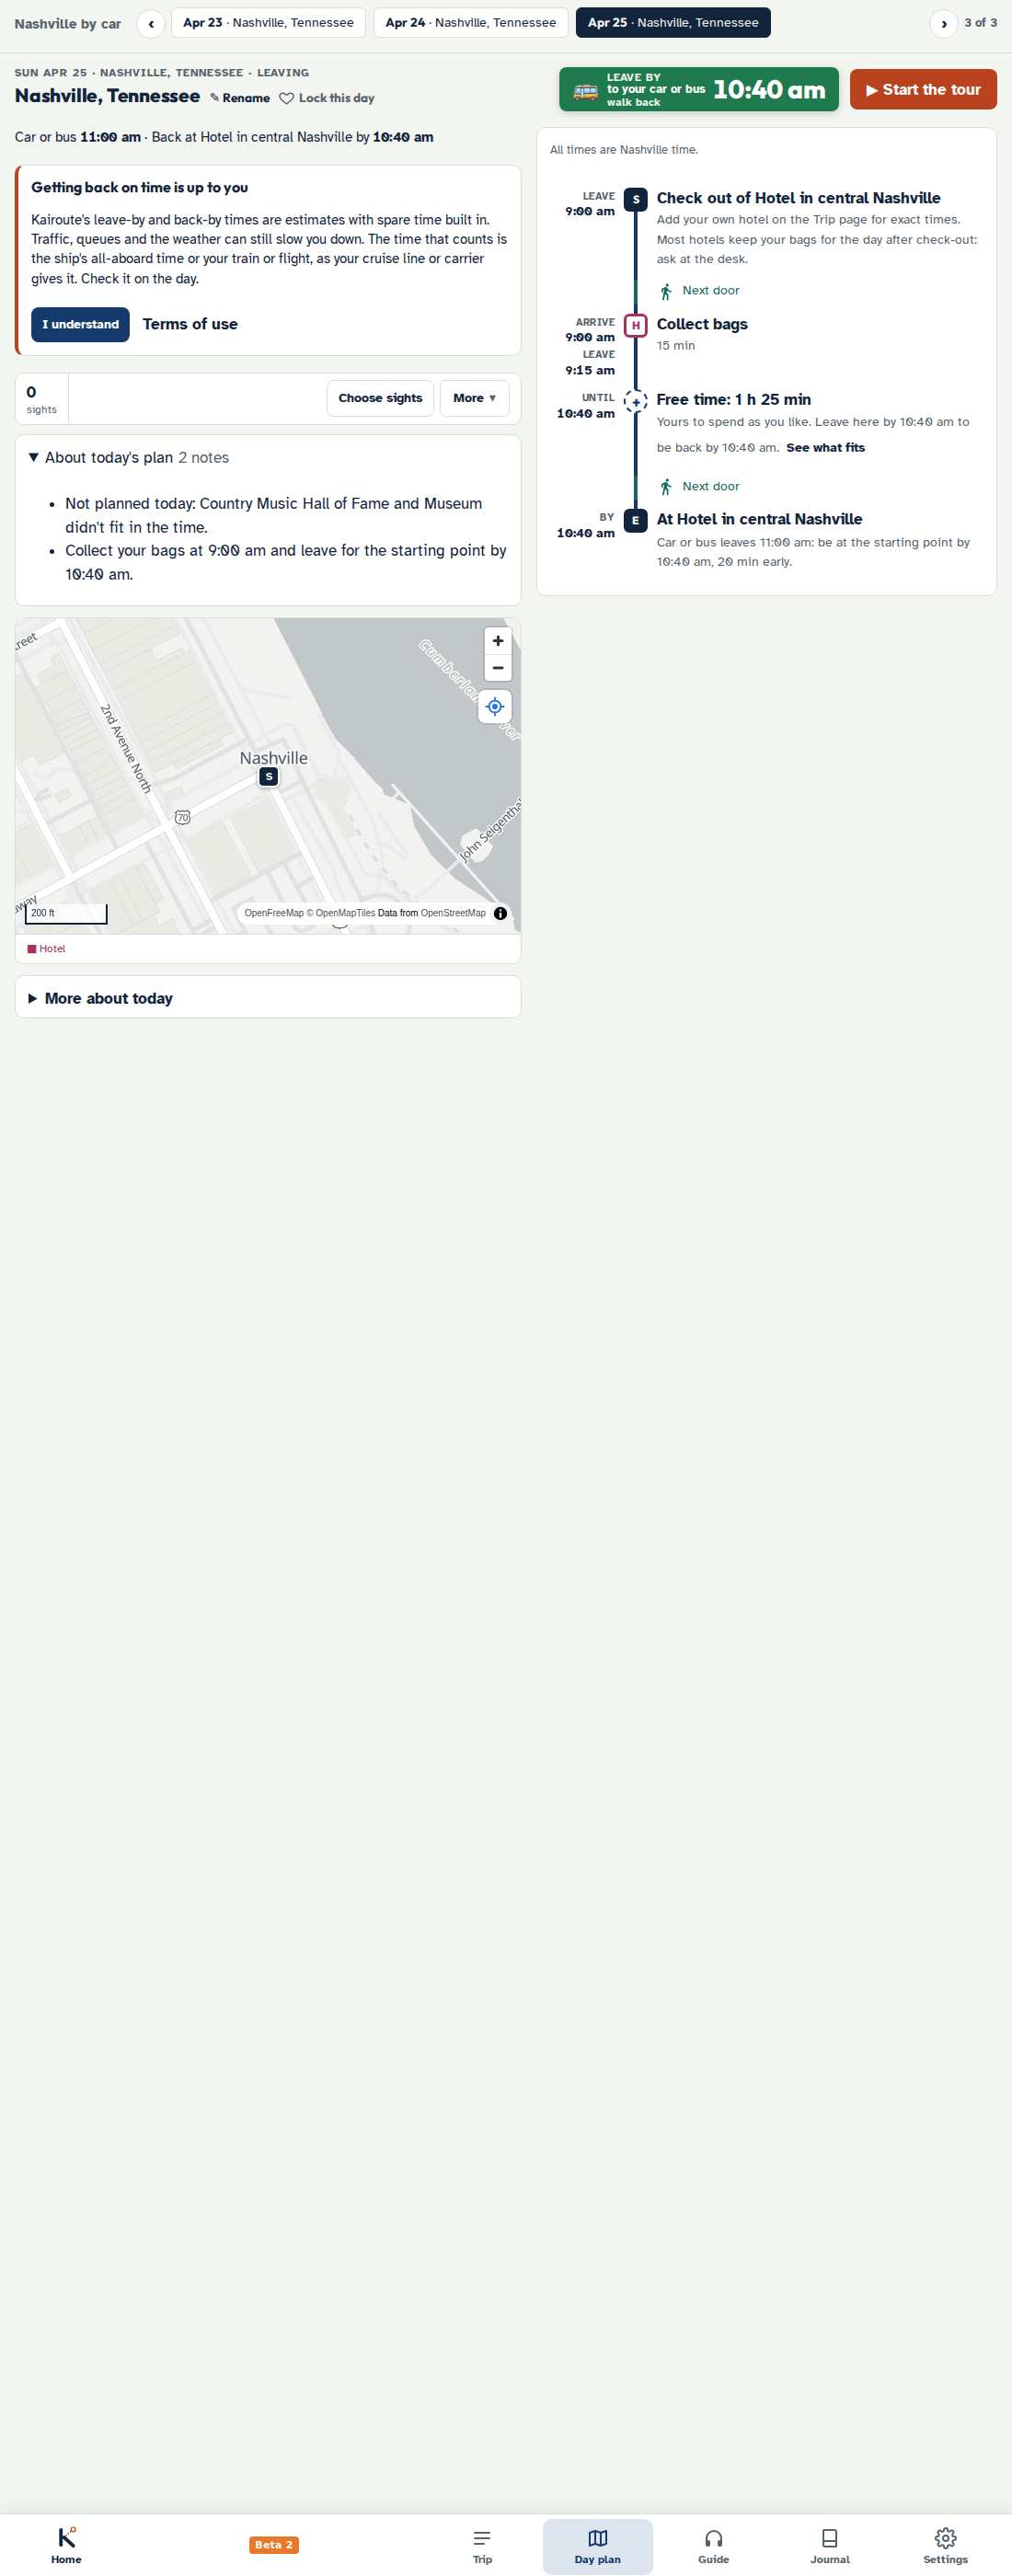 Nashville by car
‹
Apr 23 · Nashville, Tennessee
Apr 24 · Nashville, Tennessee
Apr 25 · Nashville, Tennessee
›
3 of 3
SUN APR 25 · NASHVILLE, TENNESSEE · LEAVING
Nashville, Tennessee
✎ Rename
Lock this day
LEAVE BY
to your car or bus
walk back
10:40 am
▶ Start the tour
Car or bus 11:00 am · Back at Hotel in central Nashville by 10:40 am
Getting back on time is up to you
Kairoute's leave-by and back-by times are estimates with spare time built in.
Traffic, queues and the weather can still slow you down. The time that counts is
the ship's all-aboard time or your train or flight, as your cruise line or carrier
gives it. Check it on the day.
I understand
Terms of use
0
sights
Choose sights
More ▼
▼ About today's plan 2 notes
• Not planned today: Country Music Hall of Fame and Museum
didn't fit in the time.
• Collect your bags at 9:00 am and leave for the starting point by
10:40 am.
2nd Avenue North
Nashville
S
70
+
−
200 ft
OpenFreeMap © OpenMapTiles Data from OpenStreetMap
Hotel
▶ More about today
All times are Nashville time.
LEAVE
9:00 am
S
Check out of Hotel in central Nashville
Add your own hotel on the Trip page for exact times.
Most hotels keep your bags for the day after check-out:
ask at the desk.
Next door
ARRIVE
9:00 am
LEAVE
9:15 am
H
Collect bags
15 min
UNTIL
10:40 am
+
Free time: 1 h 25 min
Yours to spend as you like. Leave here by 10:40 am to
be back by 10:40 am. See what fits
Next door
BY
10:40 am
E
At Hotel in central Nashville
Car or bus leaves 11:00 am: be at the starting point by
10:40 am, 20 min early.
Home
Beta 2
Trip
Day plan
Guide
Journal
Settings